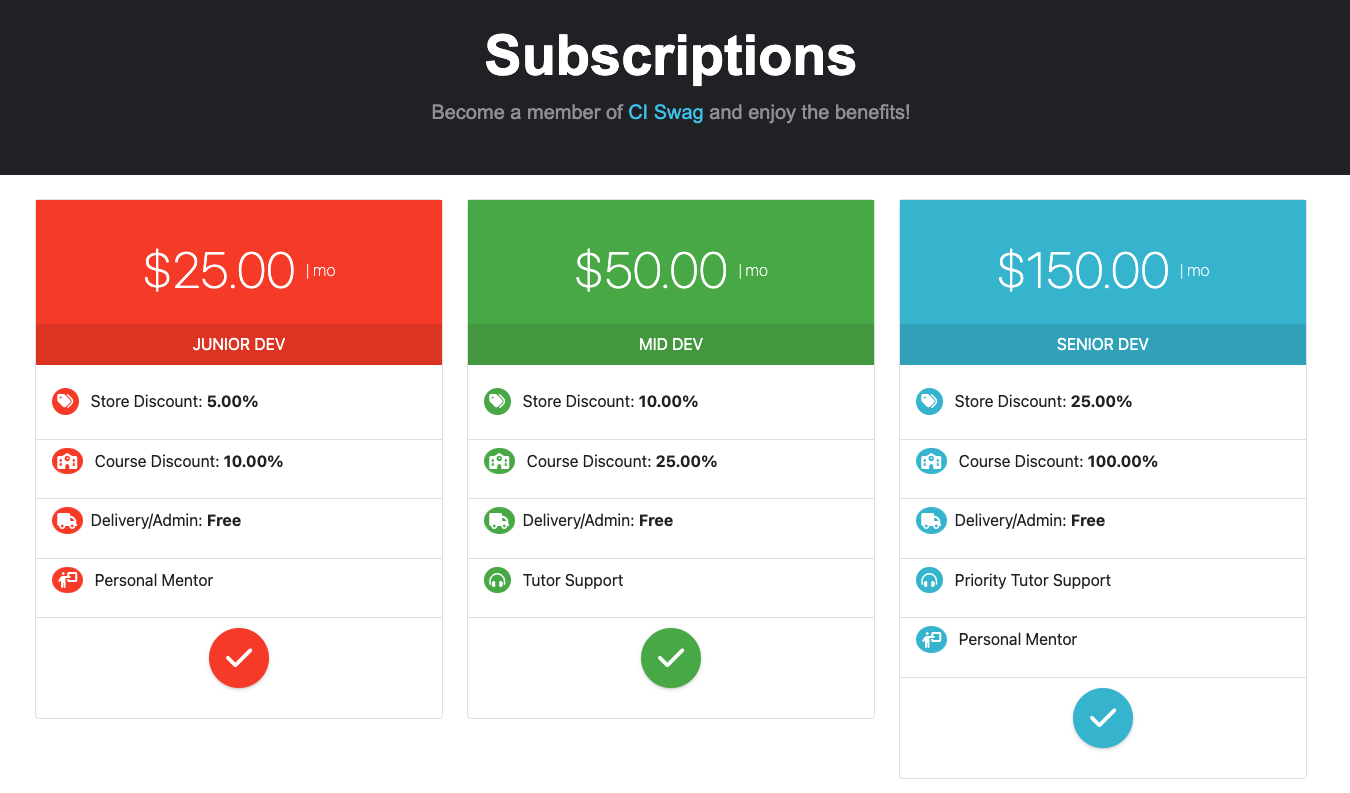 Subscriptions
Become a member of CI Swag and enjoy the benefits!
$25.00 | mo
JUNIOR DEV
Store Discount: 5.00%
Course Discount: 10.00%
Delivery/Admin: Free
Personal Mentor
$50.00 | mo
MID DEV
Store Discount: 10.00%
Course Discount: 25.00%
Delivery/Admin: Free
Tutor Support
$150.00 | mo
SENIOR DEV
Store Discount: 25.00%
Course Discount: 100.00%
Delivery/Admin: Free
Priority Tutor Support
Personal Mentor